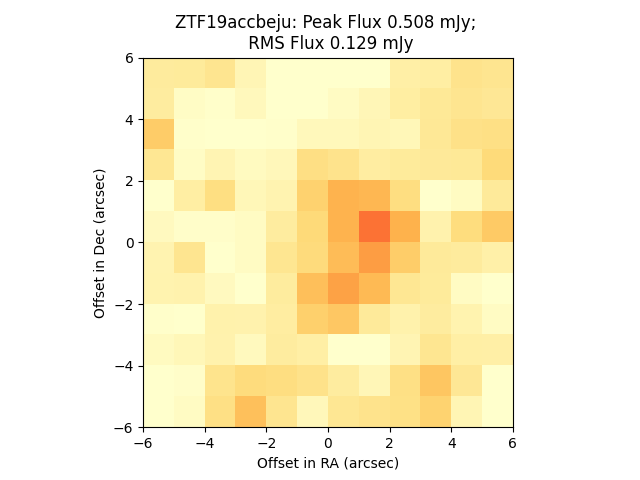 ZTF19accbeju: Peak Flux 0.508 mJy;
RMS Flux 0.129 mJy
6
4
2
0
−2
−4
−6
Offset in Dec (arcsec)
−6 −4 −2 0 2 4 6
Offset in RA (arcsec)